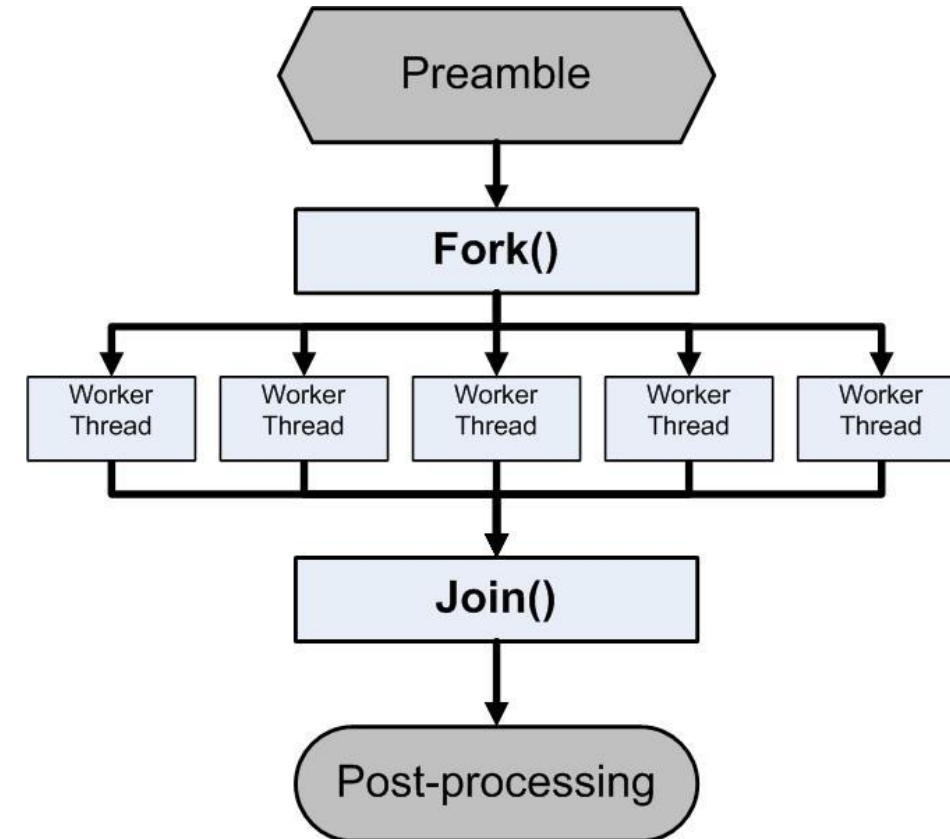 Preamble
Fork()
Worker
Thread
Worker
Thread
Worker
Thread
Worker
Thread
Worker
Thread
Join()
Post-processing